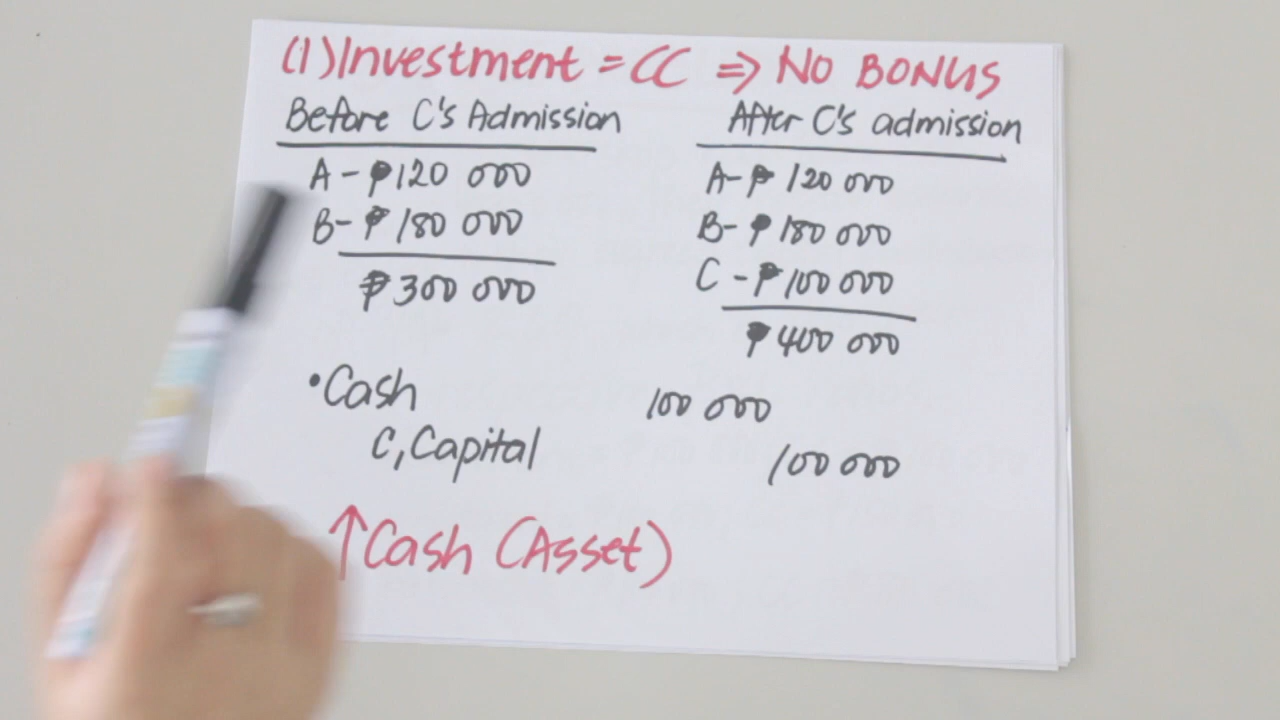 (1) Investment = CC ⇒ NO BONUS
Before C's Admission
A - ₱120 000
B- ₱ 180 000
₱300 000
After C's admission
A- ₱ 120 000
B- ₱ 180 000
C - ₱ 100 000
₱ 400 000
• Cash 100 000
C, Capital 100 000
↑ Cash (Asset)